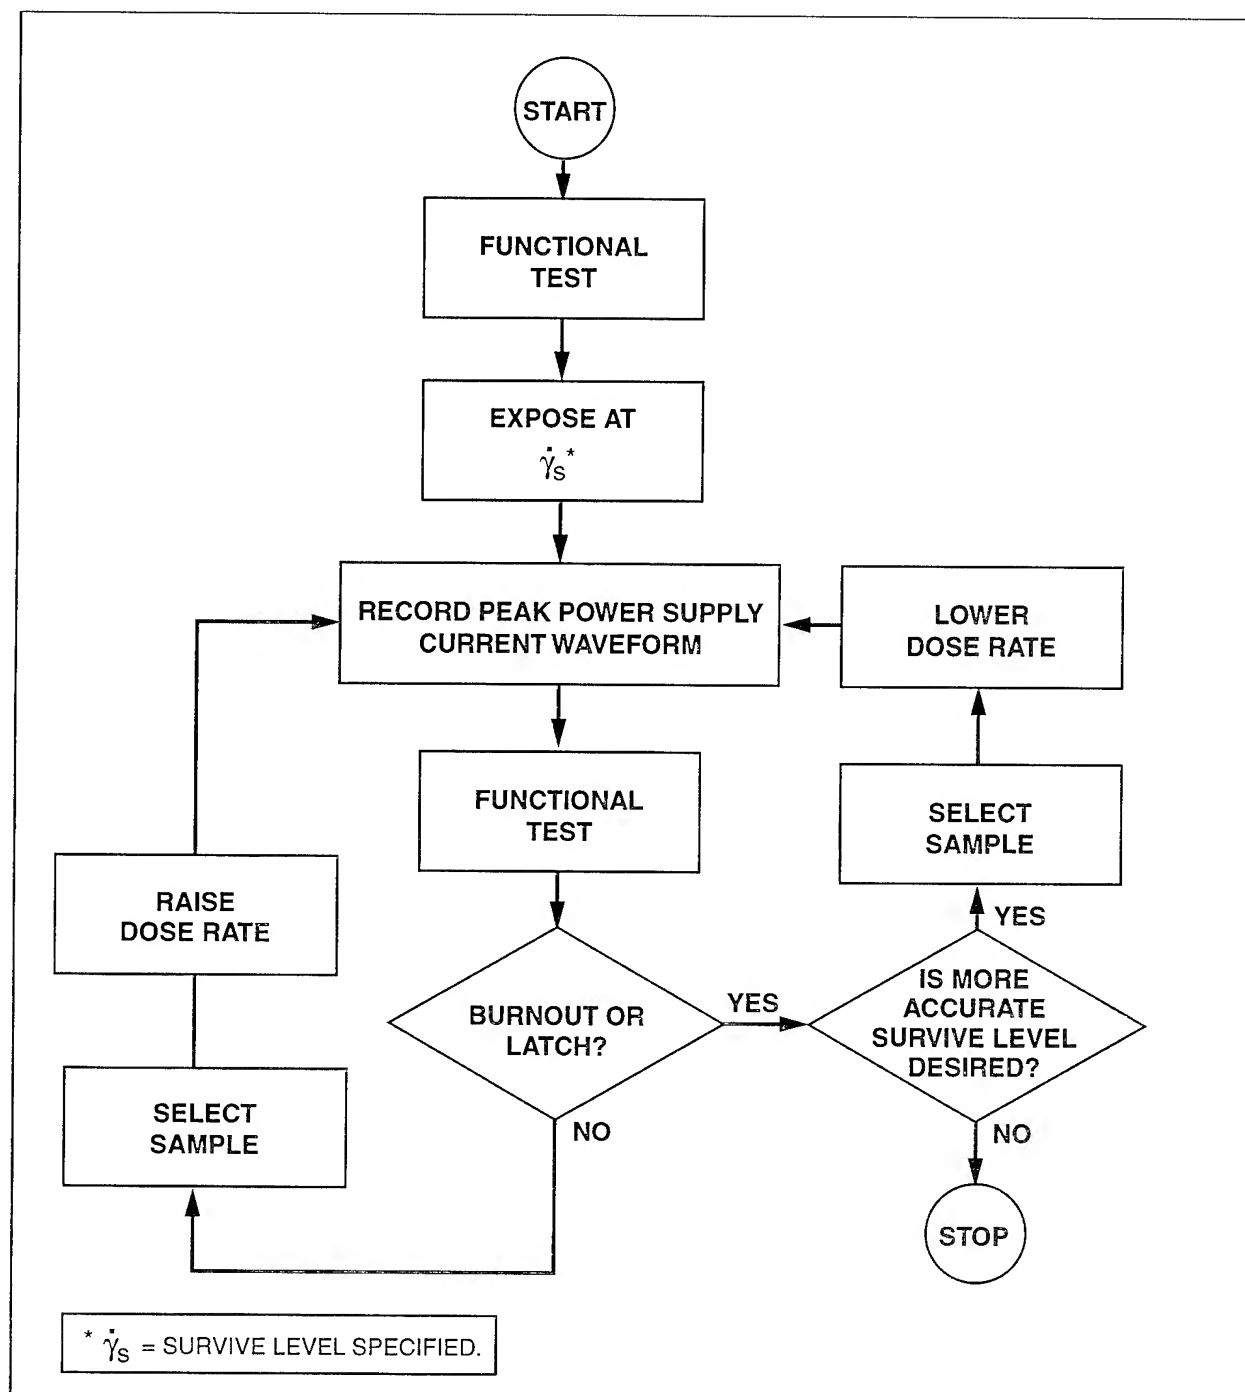 START
FUNCTIONAL
TEST
EXPOSE AT
γ̇S*
RECORD PEAK POWER SUPPLY
CURRENT WAVEFORM
LOWER
DOSE RATE
FUNCTIONAL
TEST
SELECT
SAMPLE
RAISE
DOSE RATE
YES
BURNOUT OR
LATCH?
YES
IS MORE
ACCURATE
SURVIVE LEVEL
DESIRED?
SELECT
SAMPLE
NO
NO
STOP
* γ̇S = SURVIVE LEVEL SPECIFIED.